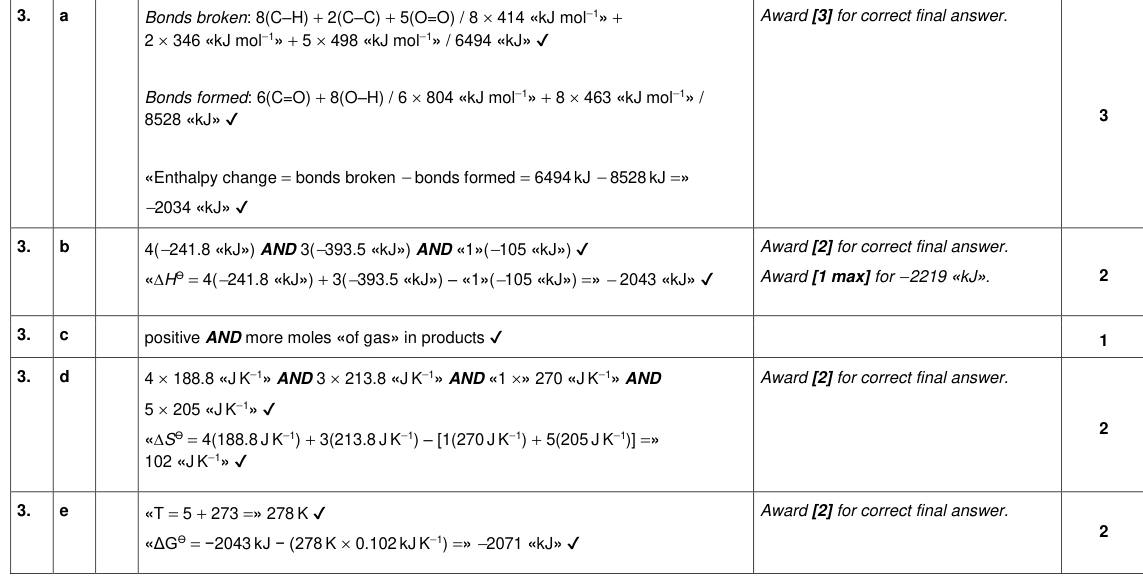 3. a Bonds broken: 8(C–H) + 2(C–C) + 5(O=O) / 8 × 414 «kJ mol⁻¹» + Award [3] for correct final answer.
2 × 346 «kJ mol⁻¹» + 5 × 498 «kJ mol⁻¹» / 6494 «kJ» ✔
Bonds formed: 6(C=O) + 8(O–H) / 6 × 804 «kJ mol⁻¹» + 8 × 463 «kJ mol⁻¹» /
8528 «kJ» ✔
3
«Enthalpy change = bonds broken – bonds formed = 6494 kJ – 8528 kJ =»
–2034 «kJ» ✔
3. b 4(–241.8 «kJ») AND 3(–393.5 «kJ») AND «1»(–105 «kJ») ✔ Award [2] for correct final answer.
«ΔH⊖ = 4(–241.8 «kJ») + 3(–393.5 «kJ») – «1»(–105 «kJ») =» – 2043 «kJ» ✔ Award [1 max] for –2219 «kJ». 2
3. c positive AND more moles «of gas» in products ✔ 1
3. d 4 × 188.8 «J K⁻¹» AND 3 × 213.8 «J K⁻¹» AND «1 ×» 270 «J K⁻¹» AND Award [2] for correct final answer.
5 × 205 «J K⁻¹» ✔
2
«ΔS⊖ = 4(188.8 J K⁻¹) + 3(213.8 J K⁻¹) – [1(270 J K⁻¹) + 5(205 J K⁻¹)] =»
102 «J K⁻¹» ✔
3. e «T = 5 + 273 =» 278 K ✔ Award [2] for correct final answer.
«ΔG⊖ = −2043 kJ − (278 K × 0.102 kJ K⁻¹) =» –2071 «kJ» ✔ 2